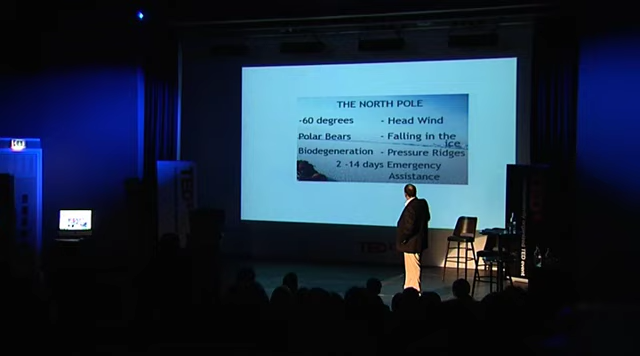 THE NORTH POLE
-60 degrees - Head Wind
Polar Bears - Falling in the
ice
Biodegeneration - Pressure Ridges
2 -14 days Emergency
Assistance
TED